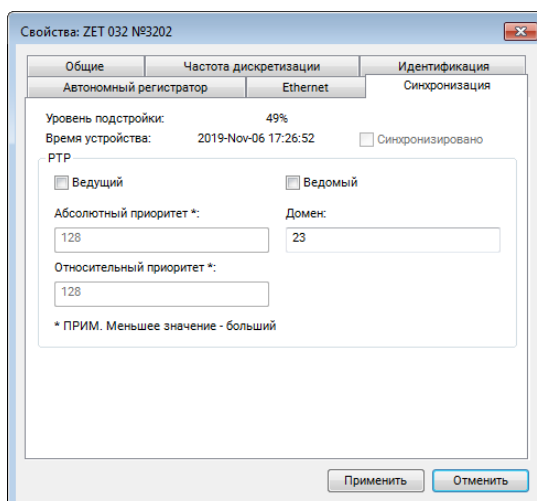 Свойства: ZET 032 №3202
Общие Частота дискретизации Идентификация
Автономный регистратор Ethernet Синхронизация
Уровень подстройки: 49%
Время устройства: 2019-Nov-06 17:26:52 Синхронизировано
PTP
Ведущий Ведомый
Абсолютный приоритет *: Домен:
128 23
Относительный приоритет *:
128
* ПРИМ. Меньшее значение - больший
Применить Отменить